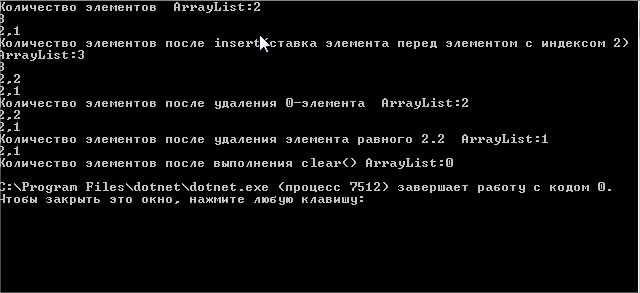 Количество элементов  ArrayList:2
3
2,1
Количество элементов после insert вставка элемента перед элементом с индексом 2)
ArrayList:3
3
2,2
2,1
Количество элементов после удаления 0-элемента  ArrayList:2
2,2
2,1
Количество элементов после удаления элемента равного 2.2  ArrayList:1
2,1
Количество элементов после выполнения clear() ArrayList:0
C:\Program Files\dotnet\dotnet.exe (процесс 7512) завершает работу с кодом 0.
Чтобы закрыть это окно, нажмите любую клавишу: